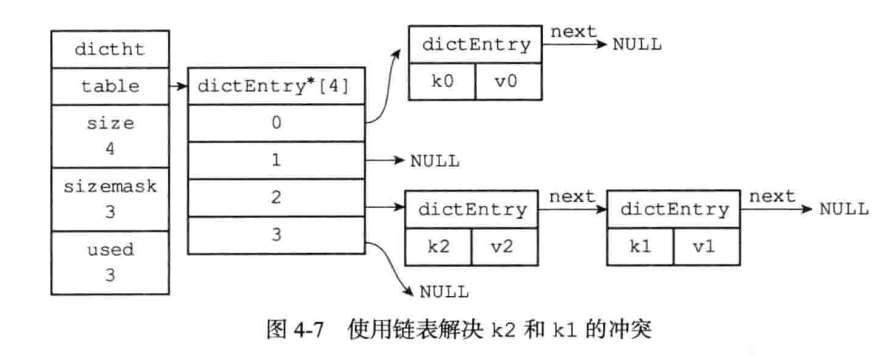 dictht
table
size
4
sizemask
3
used
3
dictEntry*[4]
0
1
2
3
dictEntry
k0 v0
next
NULL
NULL
dictEntry
k2 v2
next
dictEntry
k1 v1
next
NULL
NULL
图 4-7 使用链表解决 k2 和 k1 的冲突